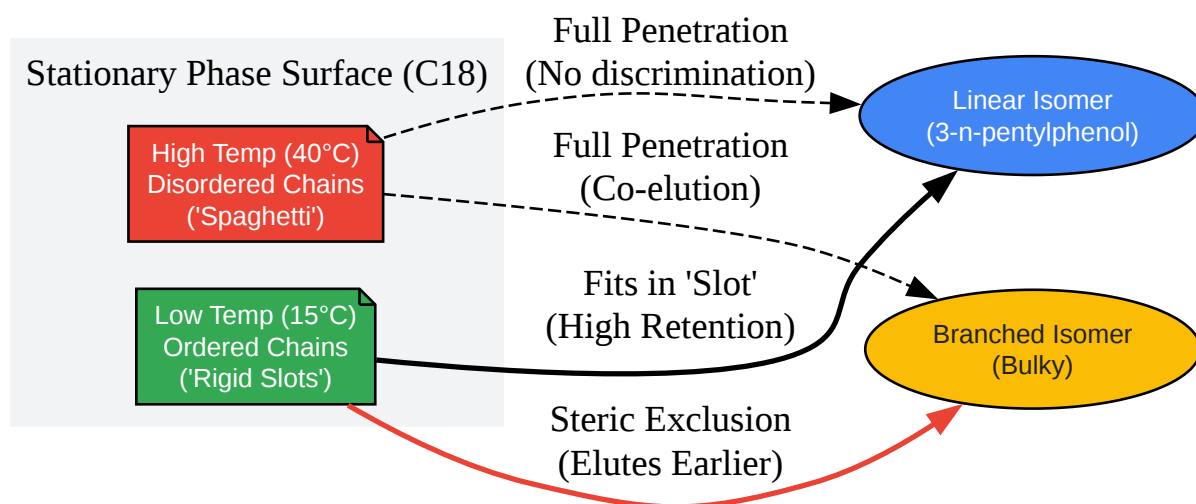 Stationary Phase Surface (C18)
High Temp (40°C)
Disordered Chains
('Spaghetti')
Low Temp (15°C)
Ordered Chains
('Rigid Slots')
Full Penetration
(No discrimination)
Full Penetration
(Co-elution)
Fits in 'Slot'
(High Retention)
Steric Exclusion
(Elutes Earlier)
Linear Isomer
(3-n-pentylphenol)
Branched Isomer
(Bulky)